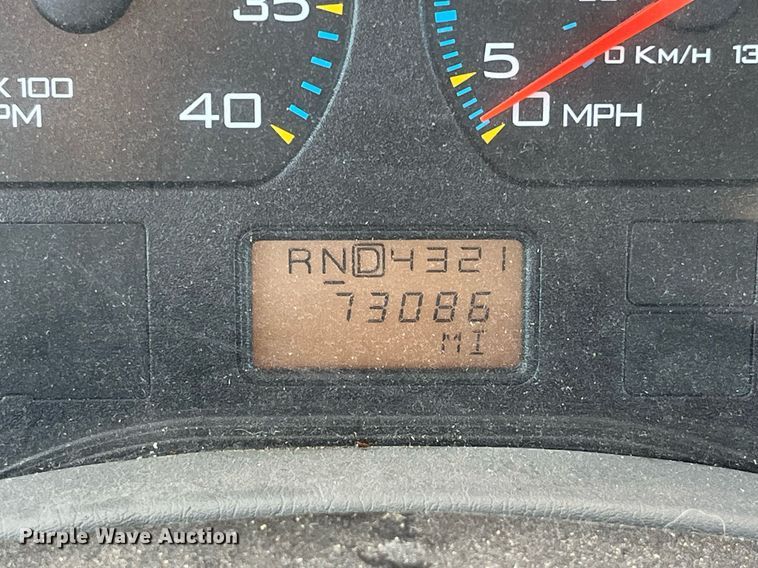 35
X 100
PM
40
5
0 KM/H 13
0 MPH
RND4321
73086
MI
Purple Wave Auction